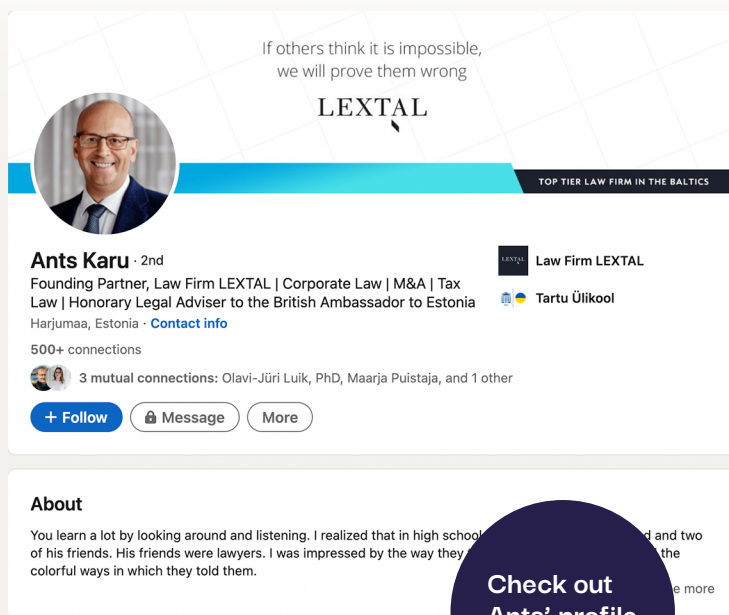 If others think it is impossible,
we will prove them wrong
LEXTAL
TOP TIER LAW FIRM IN THE BALTICS
Ants Karu · 2nd
Founding Partner, Law Firm LEXTAL | Corporate Law | M&A | Tax
Law | Honorary Legal Adviser to the British Ambassador to Estonia
Harjumaa, Estonia · Contact info
500+ connections
3 mutual connections: Olavi-Jüri Luik, PhD, Maarja Puistaja, and 1 other
+ Follow
Message
More
LEXTAL
Law Firm LEXTAL
Tartu Ülikool
About
You learn a lot by looking around and listening. I realized that in high school and two
of his friends. His friends were lawyers. I was impressed by the way they the
colorful ways in which they told them.
more
Check out
Ants' profile